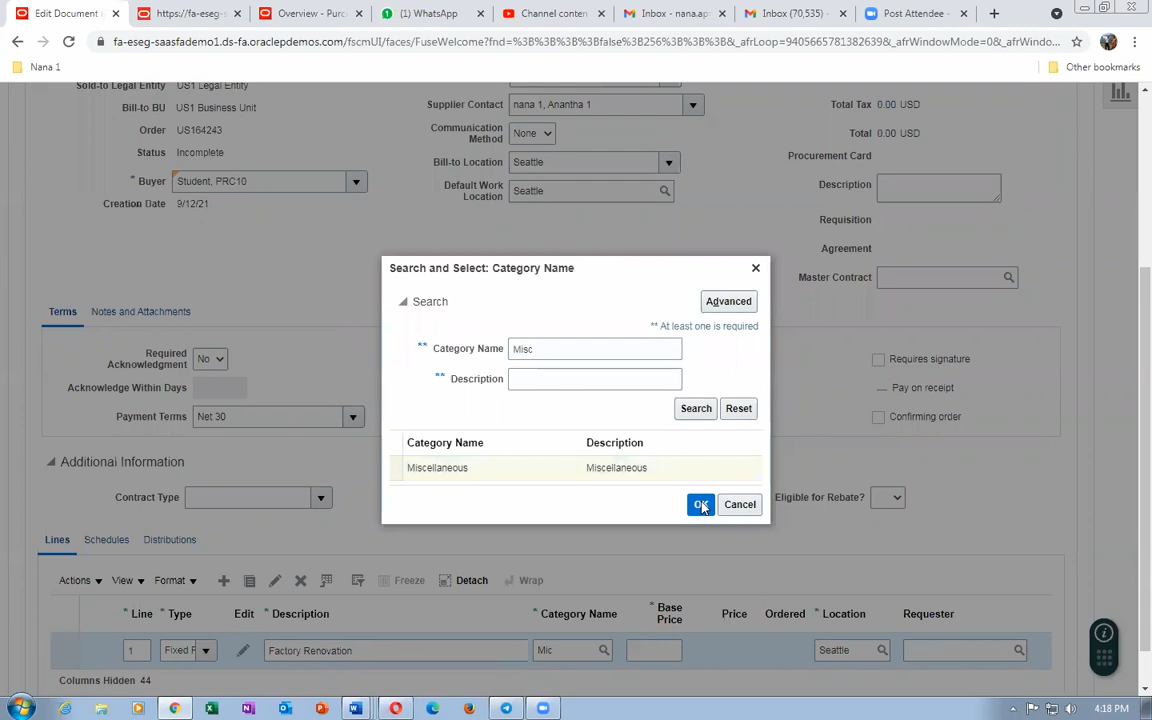 Edit Document
https://fa-eseg-s
Overview - Purc
(1) WhatsApp
Channel conten
Inbox - nana.ap
Inbox (70,535) -
Post Attendee -
fa-eseg-saasfademo1.ds-fa.oraclepdemos.com/fscmUI/faces/FuseWelcome?fnd=%3B%3B%3B%3Bfalse%3B256%3B%3B%3B&_afrLoop=9405665781382639&_afrWindowMode=0&_afrWindo...
Nana 1
Other bookmarks
Sold-to Legal Entity US1 Legal Entity
Bill-to BU US1 Business Unit
Order US164243
Status Incomplete
* Buyer Student, PRC10
Creation Date 9/12/21
Supplier Contact nana 1, Anantha 1
Communication
Method None
Bill-to Location Seattle
Default Work
Location Seattle
Total Tax 0.00 USD
Total 0.00 USD
Procurement Card
Description
Requisition
Agreement
Master Contract
Search and Select: Category Name
Search
Advanced
** At least one is required
** Category Name Misc
** Description
Search Reset
Category Name Description
Miscellaneous Miscellaneous
OK Cancel
Terms Notes and Attachments
Required
Acknowledgment No
Acknowledge Within Days
Payment Terms Net 30
Requires signature
Pay on receipt
Confirming order
Additional Information
Contract Type
Eligible for Rebate?
Lines Schedules Distributions
Actions View Format Freeze Detach Wrap
* Line * Type Edit * Description * Category Name * Base
Price Price Ordered * Location Requester
1 Fixed F Factory Renovation Mic Seattle
Columns Hidden 44
4:18 PM